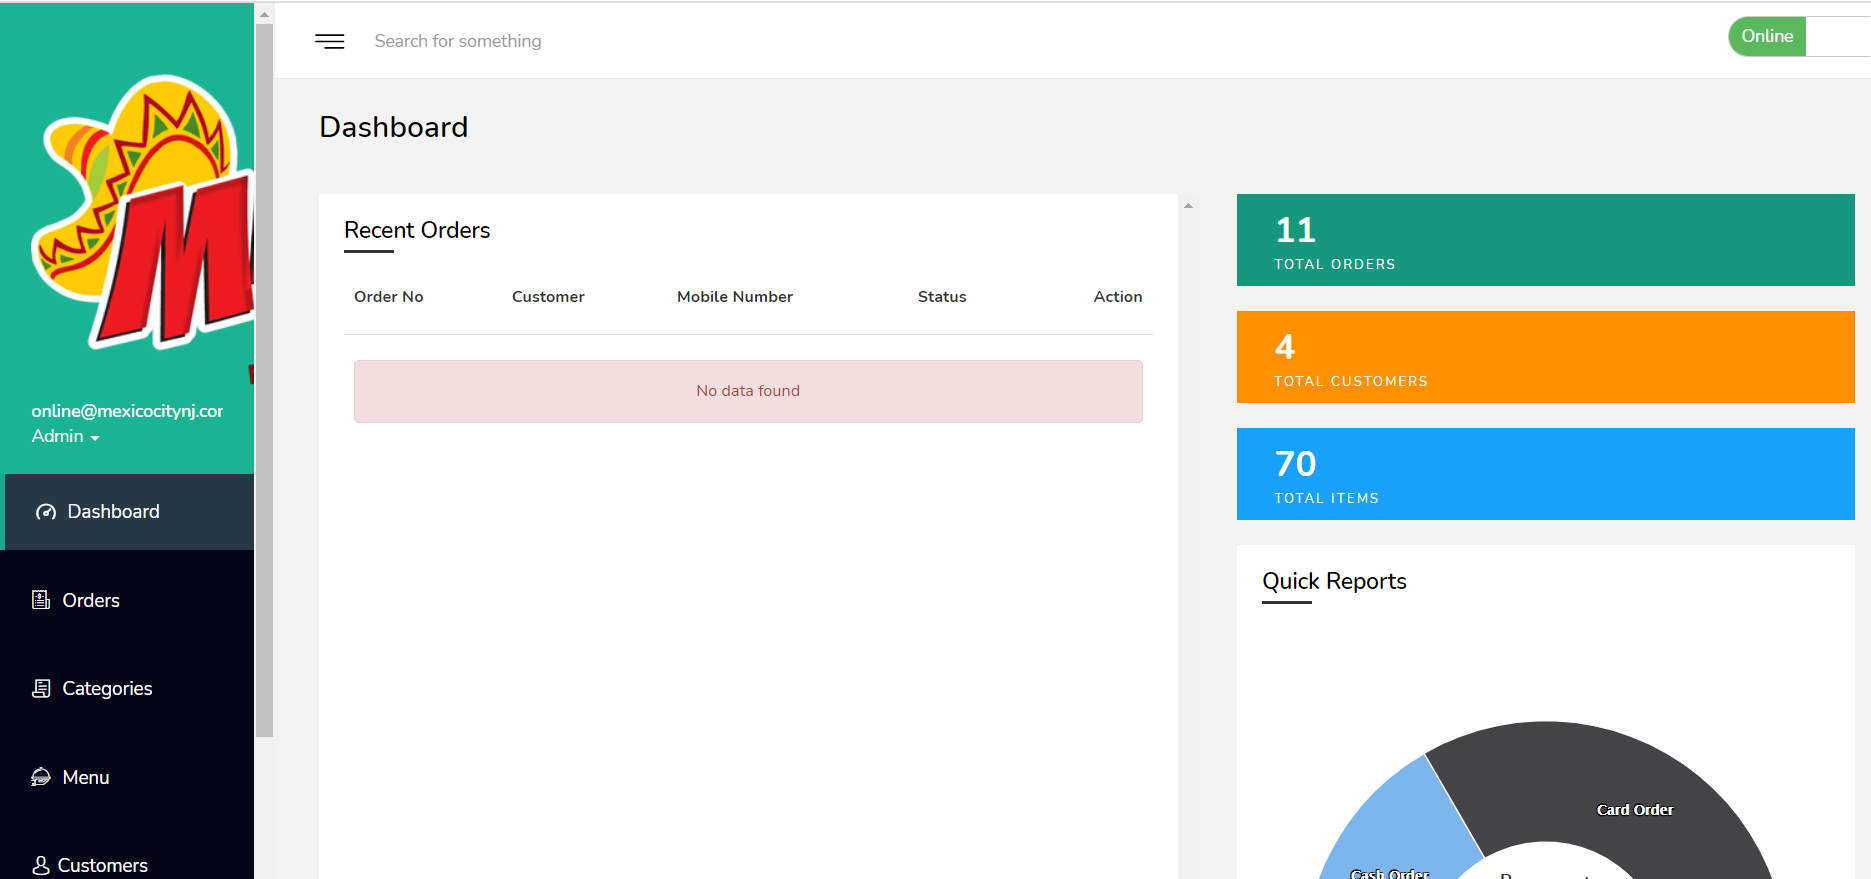 Search for something
Online
M
online@mexicocitynj.cor
Admin
Dashboard
Orders
Categories
Menu
Customers
Dashboard
Recent Orders
Order No Customer Mobile Number Status Action
No data found
11
TOTAL ORDERS
4
TOTAL CUSTOMERS
70
TOTAL ITEMS
Quick Reports
Card Order
Cash Order